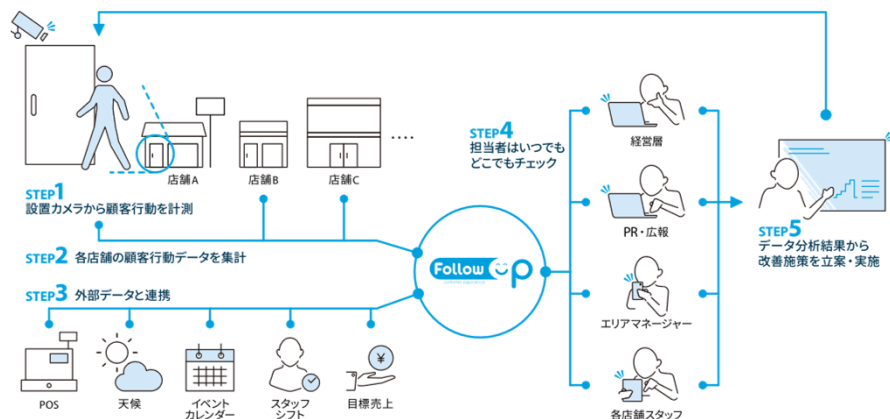 店舗A
店舗B
店舗C
....
STEP1
設置カメラから顧客行動を計測
STEP2 各店舗の顧客行動データを集計
STEP3 外部データと連携
POS
天候
イベント
カレンダー
スタッフ
シフト
¥
目標売上
Follow UP
STEP4
担当者はいつでも
どこでもチェック
経営層
PR・広報
エリアマネージャー
各店舗スタッフ
STEP5
データ分析結果から
改善施策を立案・実施